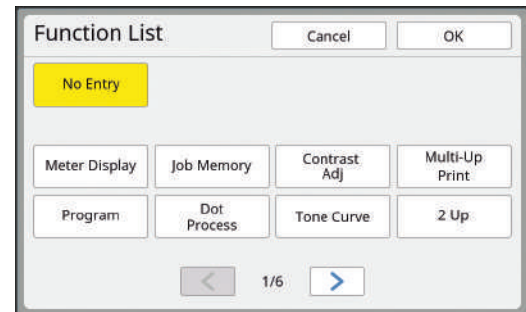 Function List
Cancel
OK
No Entry
Meter Display
Job Memory
Contrast
Adj
Multi-Up
Print
Program
Dot
Process
Tone Curve
2 Up
1/6